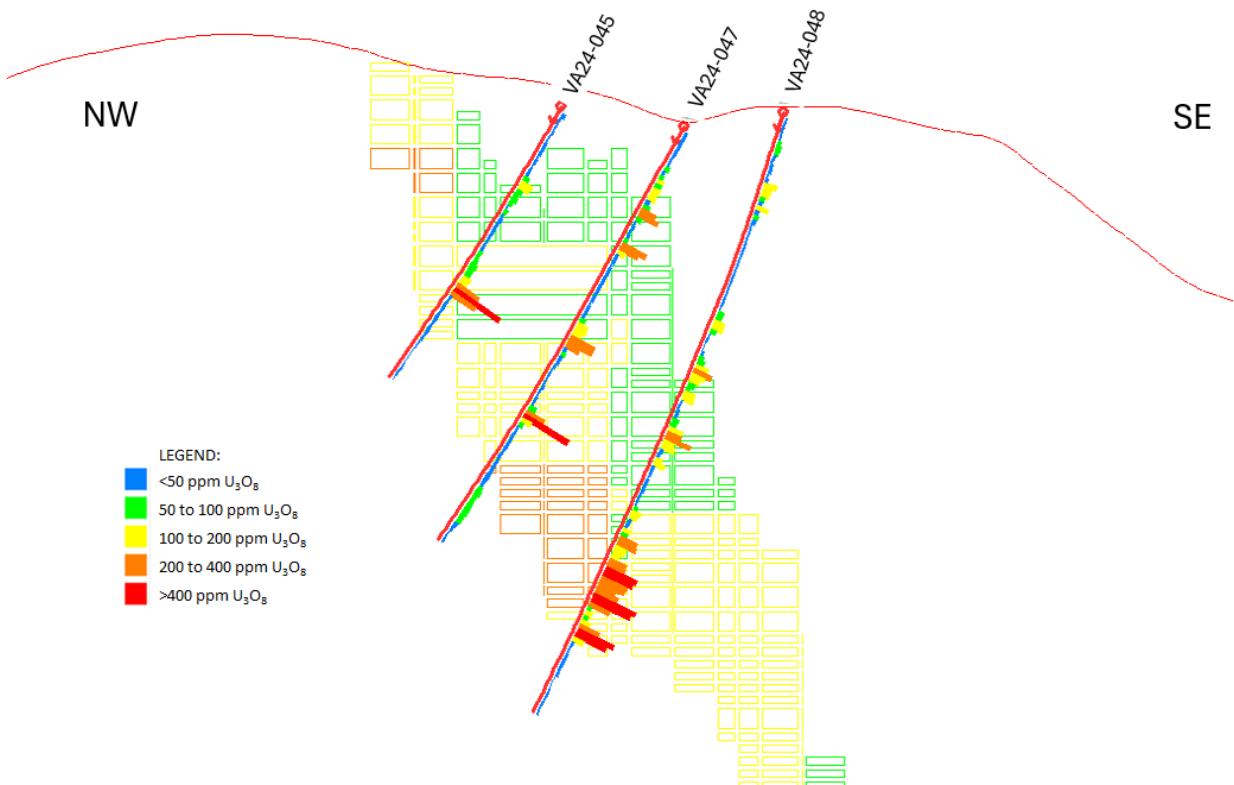 VA24-045
VA24-047
VA24-048
NW
SE
LEGEND:
<50 ppm U₃O₈
50 to 100 ppm U₃O₈
100 to 200 ppm U₃O₈
200 to 400 ppm U₃O₈
>400 ppm U₃O₈